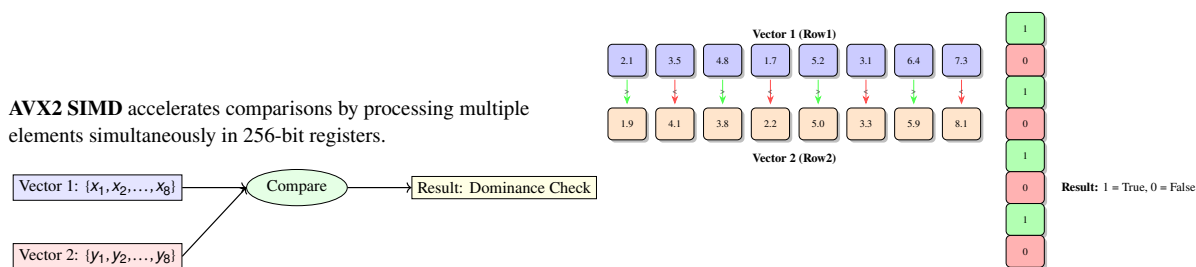 AVX2 SIMD accelerates comparisons by processing multiple
elements simultaneously in 256-bit registers.
Vector 1: {x₁, x₂, ..., x₈}
Compare
Result: Dominance Check
Vector 2: {y₁, y₂, ..., y₈}
Vector 1 (Row1)
2.1 3.5 4.8 1.7 5.2 3.1 6.4 7.3
> < > < > < > <
1.9 4.1 3.8 2.2 5.0 3.3 5.9 8.1
Vector 2 (Row2)
1
0
1
0
1
0
1
0
Result: 1 = True, 0 = False